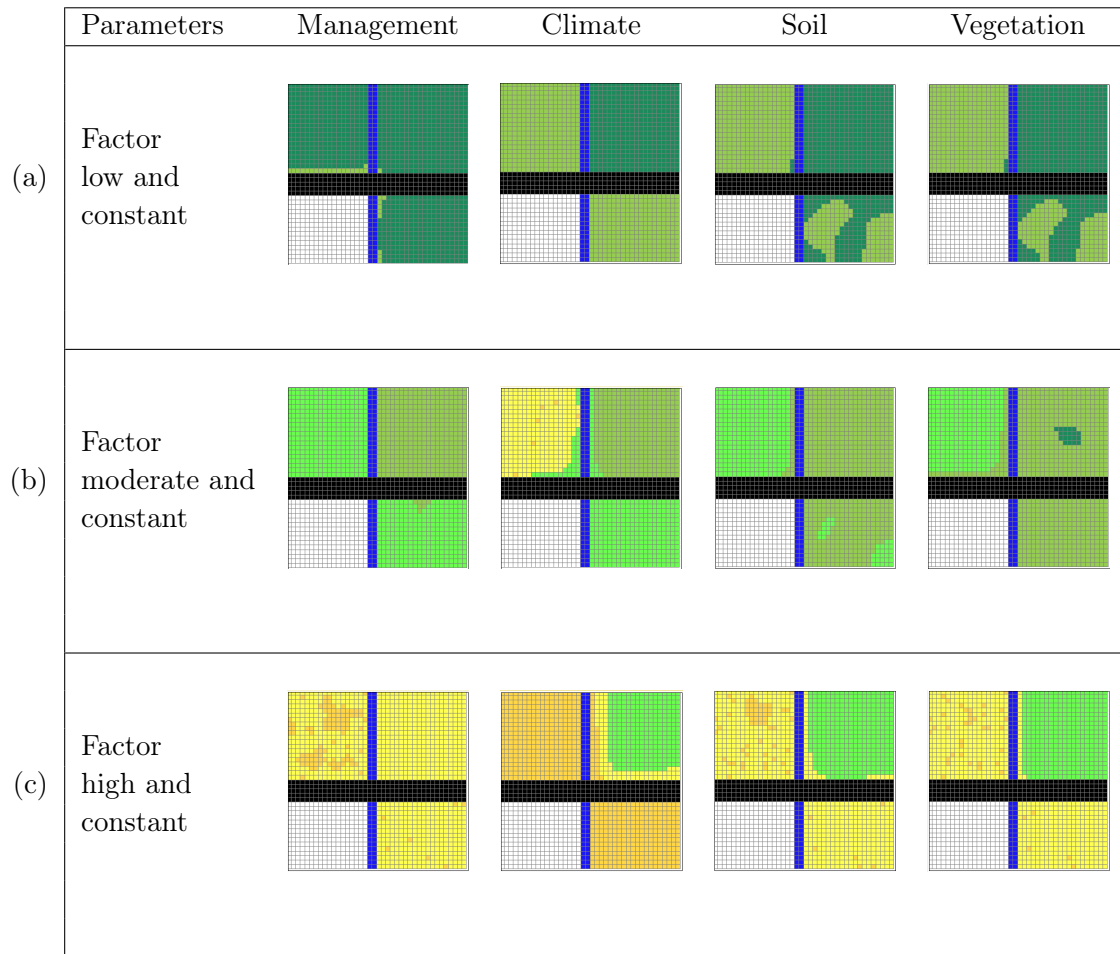 Parameters Management Climate Soil Vegetation
(a)
Factor
low and
constant
(b)
Factor
moderate and
constant
(c)
Factor
high and
constant